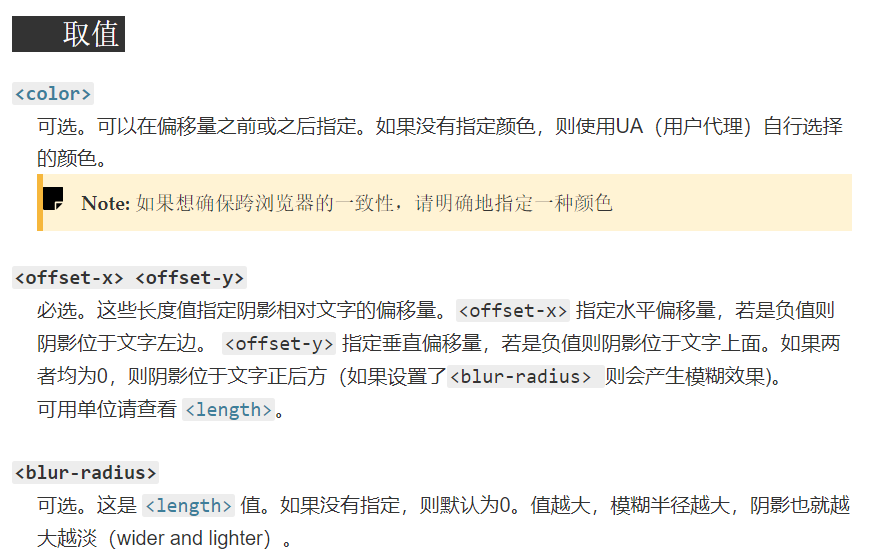 取值
<color>
可选。可以在偏移量之前或之后指定。如果没有指定颜色，则使用UA（用户代理）自行选择
的颜色。
Note: 如果想确保跨浏览器的一致性，请明确地指定一种颜色
<offset-x> <offset-y>
必选。这些长度值指定阴影相对文字的偏移量。<offset-x> 指定水平偏移量，若是负值则
阴影位于文字左边。 <offset-y> 指定垂直偏移量，若是负值则阴影位于文字上面。如果两
者均为0，则阴影位于文字正后方（如果设置了<blur-radius> 则会产生模糊效果)。
可用单位请查看 <length>。
<blur-radius>
可选。这是 <length> 值。如果没有指定，则默认为0。值越大，模糊半径越大，阴影也就越
大越淡（wider and lighter）。